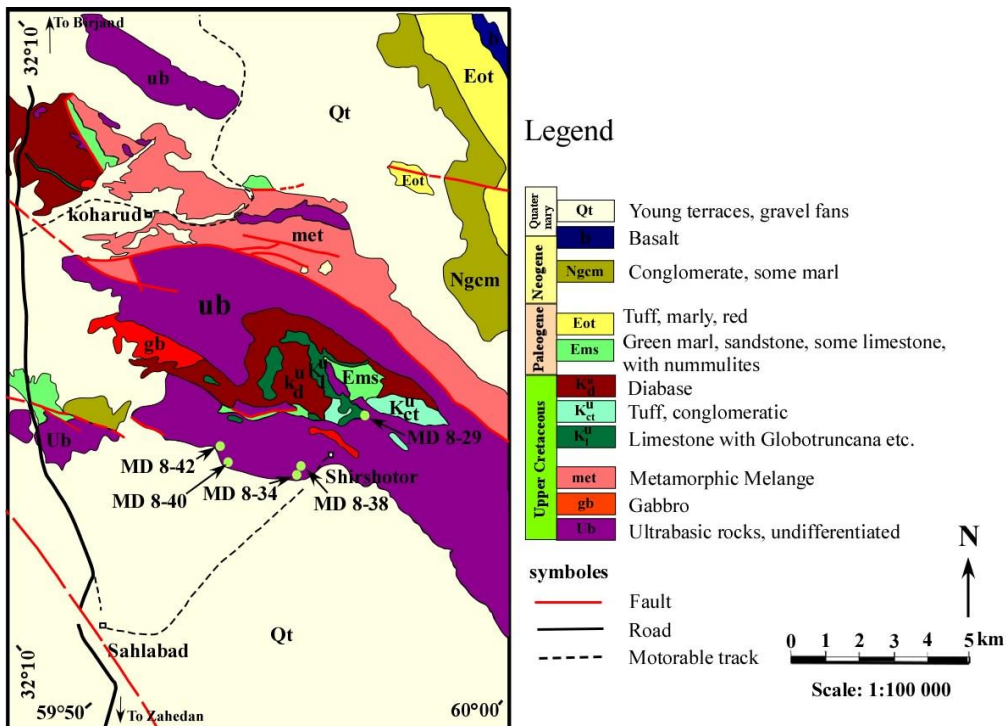 To Birjand
32°10'
ub
b
Eot
Qt
Eot
koharud
met
Ngcm
ub
gb
K u d
K u l
Ems
K u ct
Ub
MD 8-29
MD 8-42
MD 8-40
MD 8-34
MD 8-38
Shirshotor
Qt
Sahlabad
32°10'
59°50'
To Zahedan
60°00'
Legend
Quater nary
Qt Young terraces, gravel fans
b Basalt
Neogene
Ngcm Conglomerate, some marl
Paleogene
Eot Tuff, marly, red
Ems Green marl, sandstone, some limestone,
with nummulites
Upper Cretaceous
K u d Diabase
K u ct Tuff, conglomeratic
K u l Limestone with Globotruncana etc.
met Metamorphic Melange
gb Gabbro
Ub Ultrabasic rocks, undifferentiated
symbols
Fault
Road
Motorable track
N
0 1 2 3 4 5 km
Scale: 1:100 000